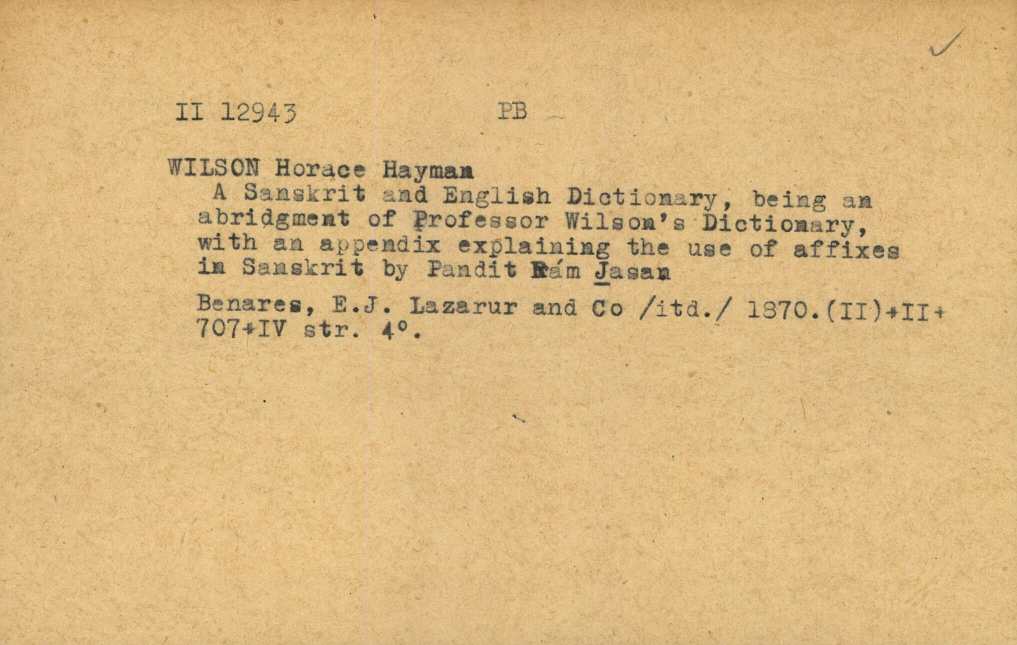 II 12943 PB
WILSON Horace Hayman
A Sanskrit and English Dictionary, being an
abridgment of Professor Wilson's Dictionary,
with an appendix explaining the use of affixes
in Sanskrit by Pandit Rám Jasan
Benares, E.J. Lazarur and Co /itd./ 1870.(II)+II+
707+IV str. 4°.